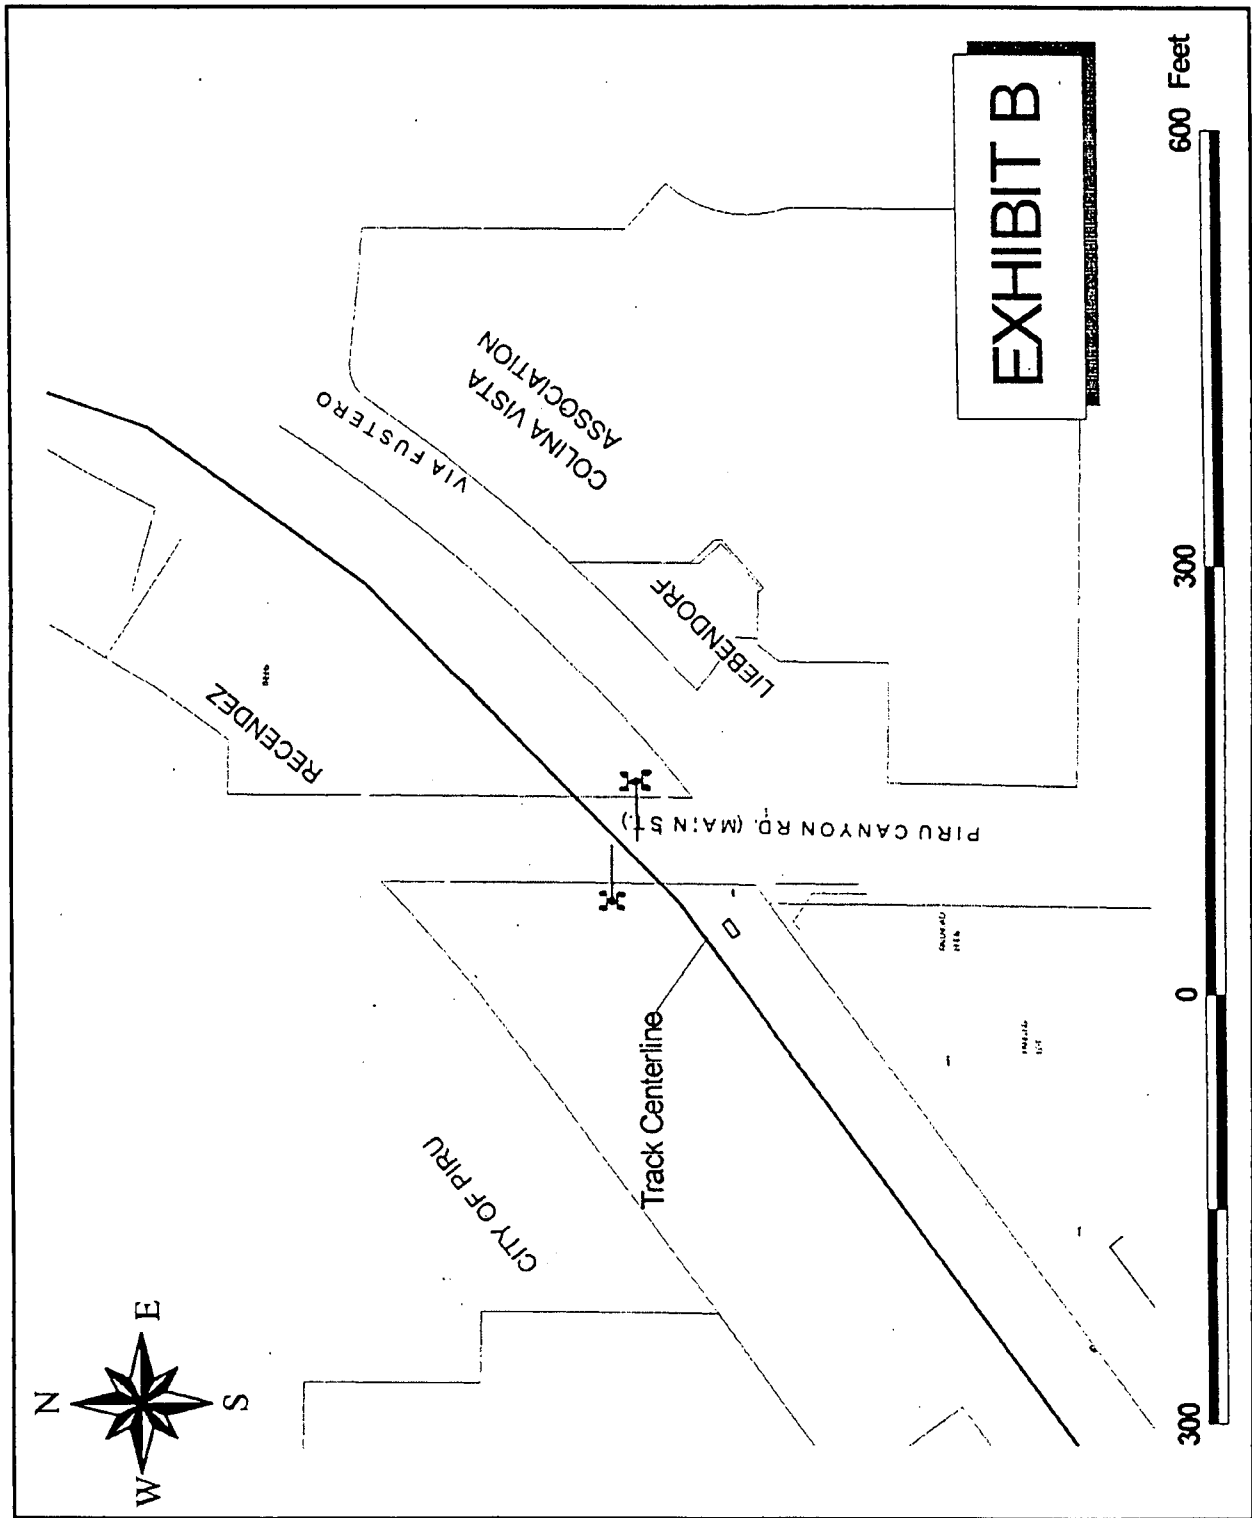 N
W
E
S
CITY OF PIRU
Track Centerline
RECENDEZ
VIA FUSTERO
COLINA VISTA
ASSOCIATION
LIEBENDORF
PIRU CANYON RD. (MAIN ST.)
EXHIBIT B
300
0
300
600 Feet